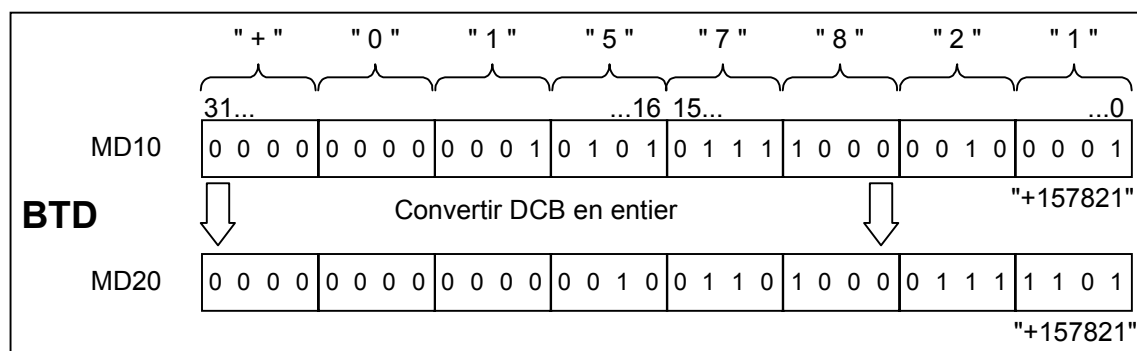 " + " " 0 " " 1 " " 5 " " 7 " " 8 " " 2 " " 1 "
31... ...16 15... ...0
MD10 0 0 0 0 0 0 0 0 0 0 0 1 0 1 0 1 0 1 1 1 1 0 0 0 0 0 1 0 0 0 0 1
"+157821"
BTD Convertir DCB en entier
MD20 0 0 0 0 0 0 0 0 0 0 0 0 0 0 1 0 0 1 1 0 1 0 0 0 0 1 1 1 1 1 0 1
"+157821"